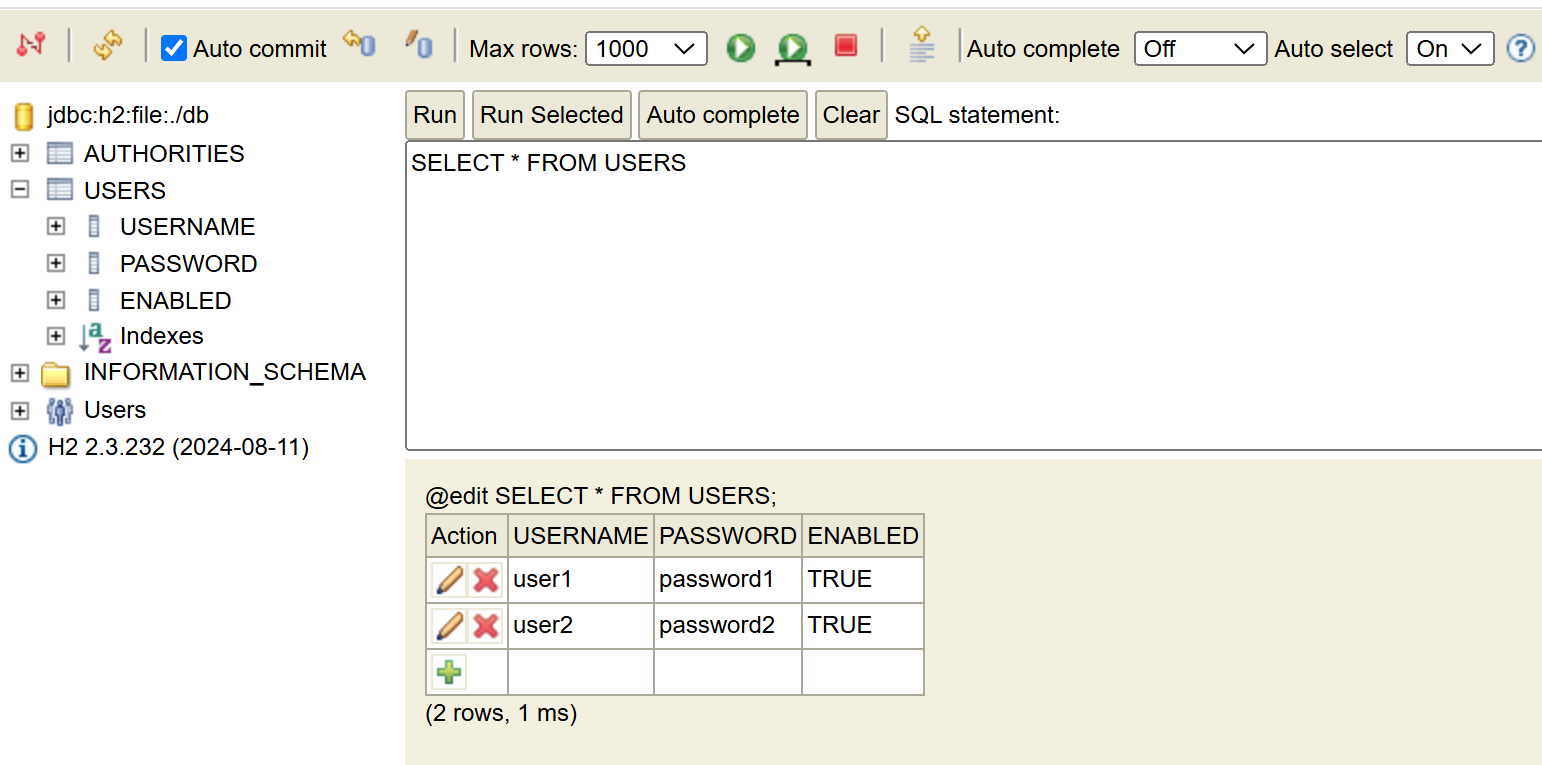 Auto commit Max rows: 1000 Auto complete Off Auto select On
jdbc:h2:file:./db
AUTHORITIES
USERS
USERNAME
PASSWORD
ENABLED
Indexes
INFORMATION_SCHEMA
Users
H2 2.3.232 (2024-08-11)
Run Run Selected Auto complete Clear SQL statement:
SELECT * FROM USERS
@edit SELECT * FROM USERS;
Action USERNAME PASSWORD ENABLED
user1 password1 TRUE
user2 password2 TRUE
(2 rows, 1 ms)